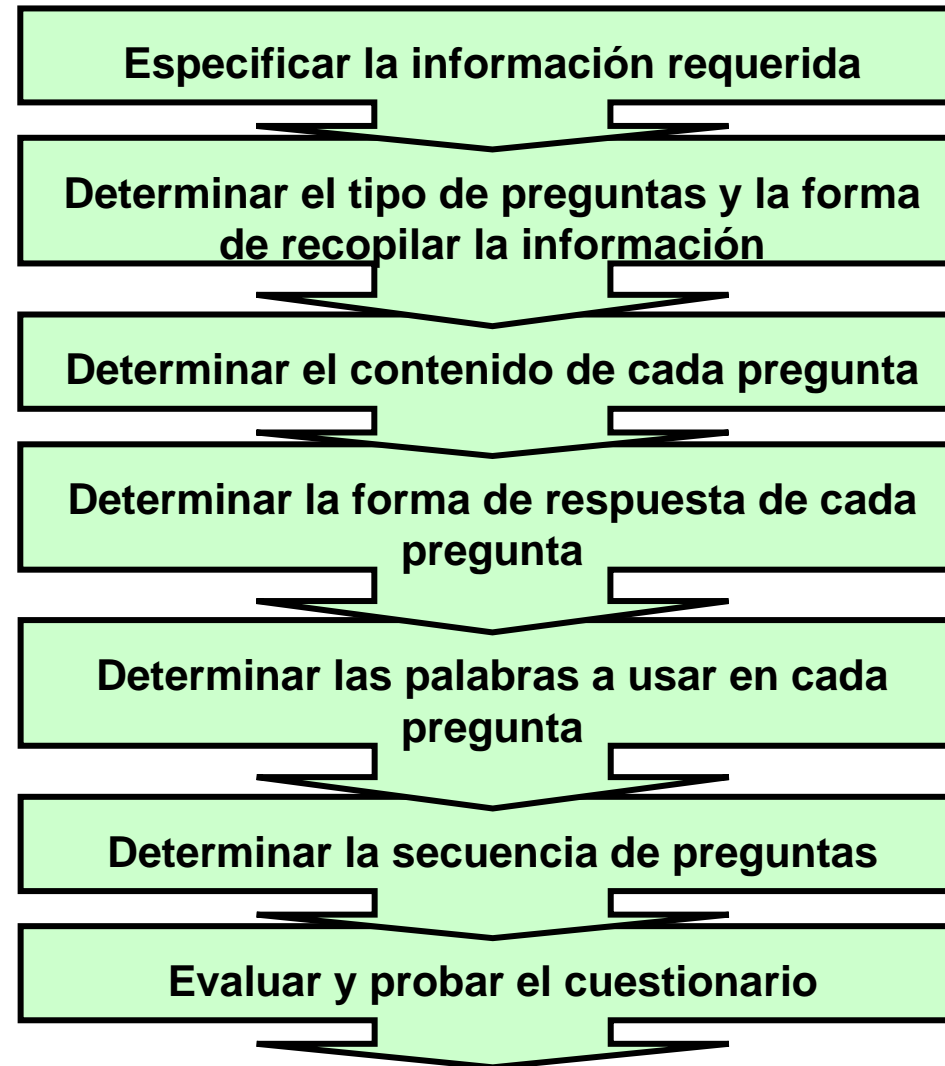 Especificar la información requerida
Determinar el tipo de preguntas y la forma
de recopilar la información
Determinar el contenido de cada pregunta
Determinar la forma de respuesta de cada
pregunta
Determinar las palabras a usar en cada
pregunta
Determinar la secuencia de preguntas
Evaluar y probar el cuestionario